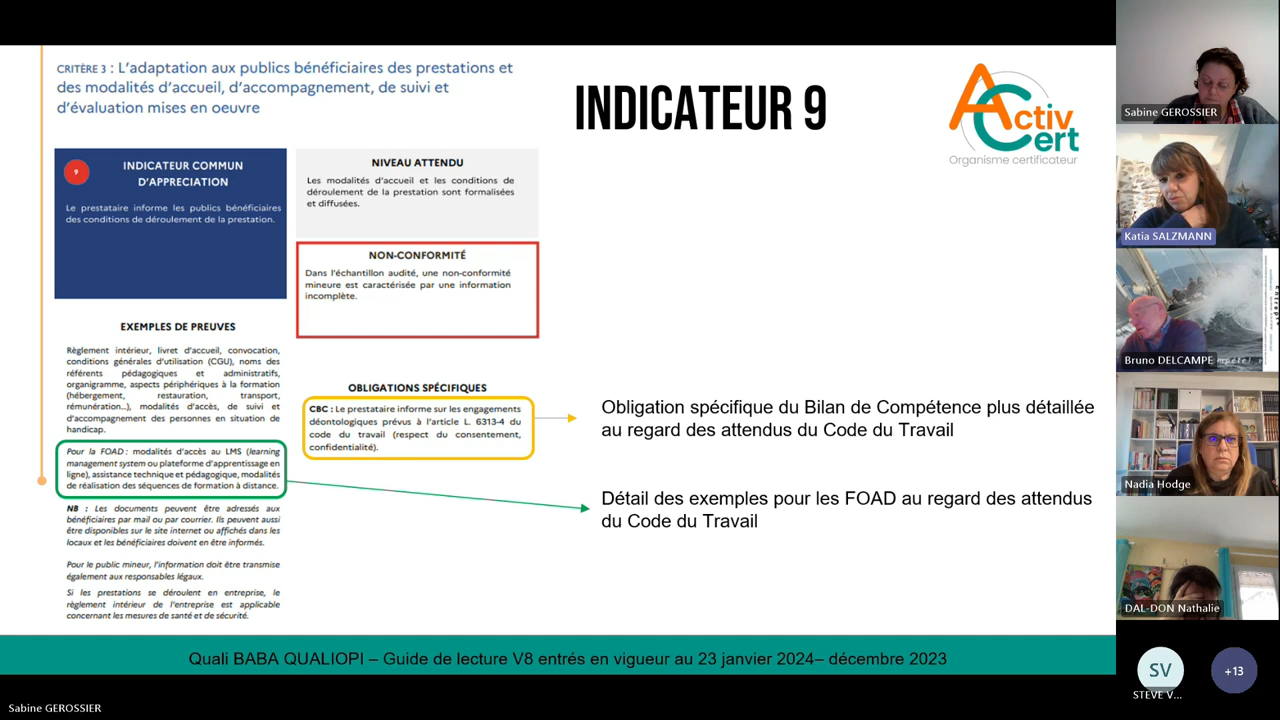 CRITÈRE 3 : L'adaptation aux publics bénéficiaires des prestations et
des modalités d'accueil, d'accompagnement, de suivi et
d'évaluation mises en oeuvre
INDICATEUR 9
Activ
Cert
Organisme certificateur
9
INDICATEUR COMMUN
D'APPRECIATION
Le prestataire informe les publics bénéficiaires
des conditions de déroulement de la prestation.
NIVEAU ATTENDU
Les modalités d'accueil et les conditions de
déroulement de la prestation sont formalisées
et diffusées.
NON-CONFORMITÉ
Dans l'échantillon audité, une non-conformité
mineure est caractérisée par une information
incomplète.
EXEMPLES DE PREUVES
Règlement intérieur, livret d'accueil, convocation,
conditions générales d'utilisation (CGU), noms des
référents pédagogiques et administratifs,
organigramme, aspects périphériques à la formation
(hébergement, restauration, transport,
rémunération...), modalités d'accès, de suivi et
d'accompagnement des personnes en situation de
handicap.
Pour la FOAD : modalités d'accès au LMS (learning
management system ou plateforme d'apprentissage en
ligne), assistance technique et pédagogique, modalités
de réalisation des séquences de formation à distance.
NB : Les documents peuvent être adressés aux
bénéficiaires par mail ou par courrier. Ils peuvent aussi
être disponibles sur le site internet ou affichés dans les
locaux et les bénéficiaires doivent en être informés.
Pour le public mineur, l'information doit être transmise
également aux responsables légaux.
Si les prestations se déroulent en entreprise, le
règlement intérieur de l'entreprise est applicable
concernant les mesures de santé et de sécurité.
OBLIGATIONS SPÉCIFIQUES
CBC : Le prestataire informe sur les engagements
déontologiques prévus à l'article L. 6313-4 du
code du travail (respect du consentement,
confidentialité).
Obligation spécifique du Bilan de Compétence plus détaillée
au regard des attendus du Code du Travail
Détail des exemples pour les FOAD au regard des attendus
du Code du Travail
Quali BABA QUALIOPI – Guide de lecture V8 entrés en vigueur au 23 janvier 2024– décembre 2023
Sabine GEROSSIER
Sabine GEROSSIER
Katia SALZMANN
Bruno DELCAMPE
Nadia Hodge
DAL-DON Nathalie
SV
STEVE V...
+13